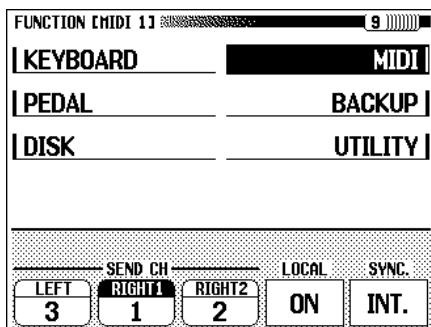 FUNCTION [MIDI 1] 9
KEYBOARD MIDI
PEDAL BACKUP
DISK UTILITY
SEND CH LOCAL SYNC.
LEFT RIGHT1 RIGHT2
3 1 2 ON INT.